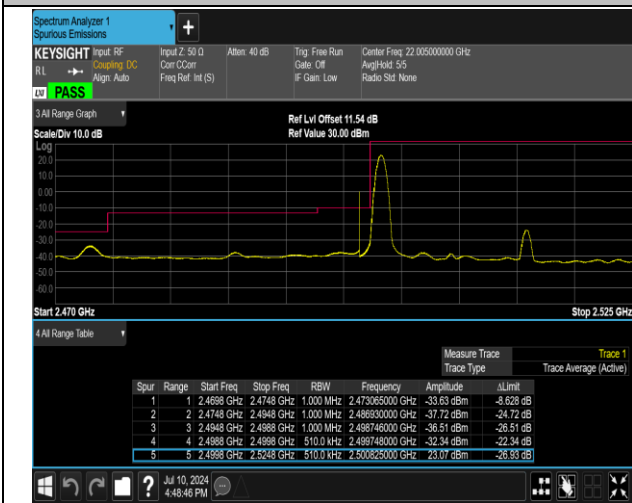 Spectrum Analyzer 1
Spurious Emissions
+
KEYSIGHT Input: RF Input Z: 50 Ω Atten: 40 dB Trig: Free Run Center Freq: 22.005000000 GHz
Coupling: DC Corr CCorr Gate: Off Avg|Hold: 5/5
RL Align: Auto Freq Ref: Int (S) IF Gain: Low Radio Std: None
LXI PASS
3 All Range Graph Ref Lvl Offset 11.54 dB
Scale/Div 10.0 dB Ref Value 30.00 dBm
Log
20.0
10.0
0.00
-10.0
-20.0
-30.0
-40.0
-50.0
-60.0
Start 2.470 GHz Stop 2.525 GHz
4 All Range Table
Measure Trace Trace 1
Trace Type Trace Average (Active)
Spur Range Start Freq Stop Freq RBW Frequency Amplitude ΔLimit
1 1 2.4698 GHz 2.4748 GHz 1.000 MHz 2.473065000 GHz -33.63 dBm -8.628 dB
2 2 2.4748 GHz 2.4948 GHz 1.000 MHz 2.486930000 GHz -37.72 dBm -24.72 dB
3 3 2.4948 GHz 2.4988 GHz 1.000 MHz 2.498746000 GHz -36.51 dBm -26.51 dB
4 4 2.4988 GHz 2.4998 GHz 510.0 kHz 2.499748000 GHz -32.34 dBm -22.34 dB
5 5 2.4998 GHz 2.5248 GHz 510.0 kHz 2.500825000 GHz 23.07 dBm -26.93 dB
? Jul 10, 2024
4:48:46 PM